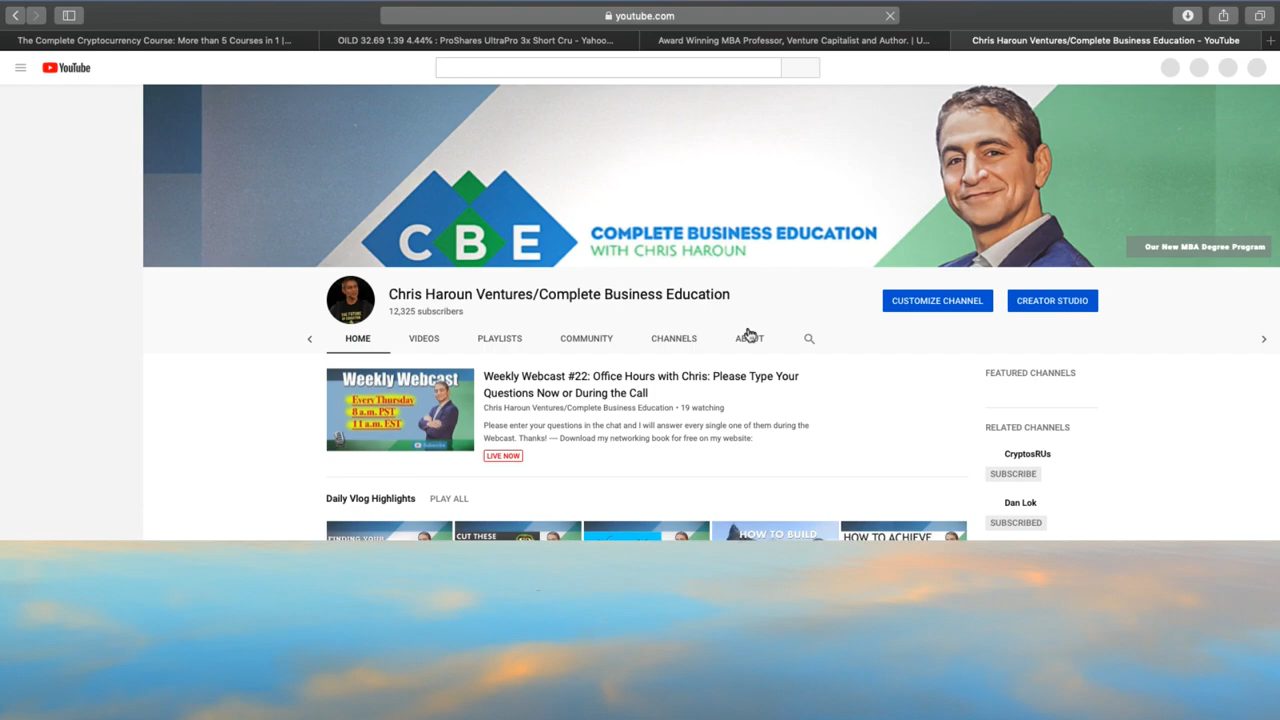 youtube.com
The Complete Cryptocurrency Course: More than 5 Courses in 1 |...
OILD 32.69 1.39 4.44% : ProShares UltraPro 3x Short Cru - Yahoo...
Award Winning MBA Professor, Venture Capitalist and Author. | U...
Chris Haroun Ventures/Complete Business Education - YouTube
YouTube
CBE
COMPLETE BUSINESS EDUCATION
WITH CHRIS HAROUN
Our New MBA Degree Program
Chris Haroun Ventures/Complete Business Education
12,325 subscribers
CUSTOMIZE CHANNEL
CREATOR STUDIO
HOME
VIDEOS
PLAYLISTS
COMMUNITY
CHANNELS
ABOUT
Weekly Webcast
Every Thursday
8 a.m. PST
11 a.m. EST
Weekly Webcast #22: Office Hours with Chris: Please Type Your
Questions Now or During the Call
Chris Haroun Ventures/Complete Business Education • 19 watching
Please enter your questions in the chat and I will answer every single one of them during the
Webcast. Thanks! --- Download my networking book for free on my website:
LIVE NOW
FEATURED CHANNELS
RELATED CHANNELS
CryptosRUs
SUBSCRIBE
Dan Lok
SUBSCRIBED
Daily Vlog Highlights
PLAY ALL
FINDING YOUR
CUT THESE
HOW TO BUILD
HOW TO ACHIEVE